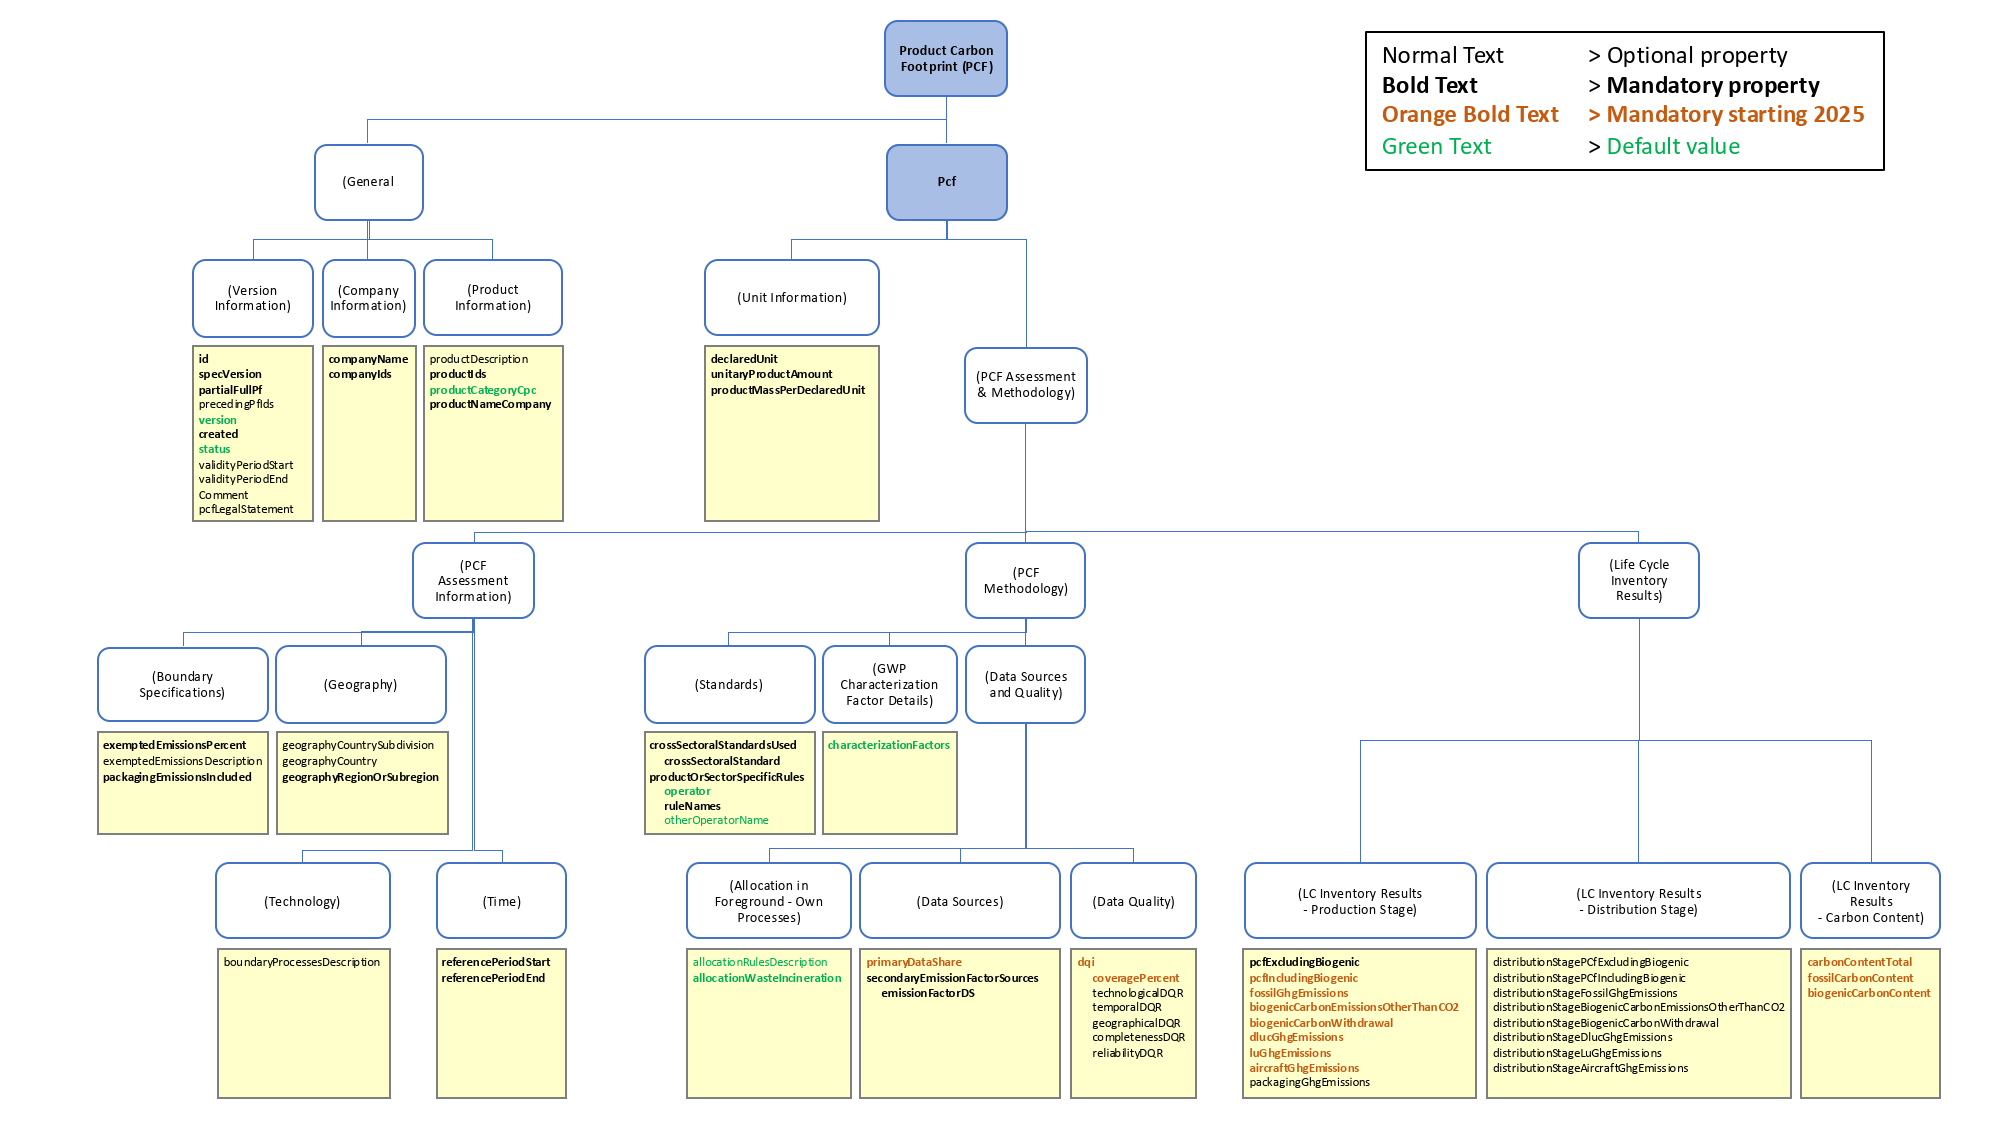 Product Carbon
Footprint (PCF)
Normal Text > Optional property
Bold Text > Mandatory property
Orange Bold Text > Mandatory starting 2025
Green Text > Default value
(General
Pcf
(Version
Information)
(Company
Information)
(Product
Information)
(Unit Information)
id
specVersion
partialFullPf
precedingPfIds
version
created
status
validityPeriodStart
validityPeriodEnd
Comment
pcfLegalStatement
companyName
companyIds
productDescription
productIds
productCategoryCpc
productNameCompany
declaredUnit
unitaryProductAmount
productMassPerDeclaredUnit
(PCF Assessment
& Methodology)
(PCF
Assessment
Information)
(PCF
Methodology)
(Life Cycle
Inventory
Results)
(Boundary
Specifications)
(Geography)
(Standards)
(GWP
Characterization
Factor Details)
(Data Sources
and Quality)
exemptedEmissionsPercent
exemptedEmissionsDescription
packagingEmissionsIncluded
geographyCountrySubdivision
geographyCountry
geographyRegionOrSubregion
crossSectoralStandardsUsed
crossSectoralStandard
productOrSectorSpecificRules
operator
ruleNames
otherOperatorName
characterizationFactors
(Technology)
(Time)
(Allocation in
Foreground - Own
Processes)
(Data Sources)
(Data Quality)
(LC Inventory Results
- Production Stage)
(LC Inventory Results
- Distribution Stage)
(LC Inventory
Results
- Carbon Content)
boundaryProcessesDescription
referencePeriodStart
referencePeriodEnd
allocationRulesDescription
allocationWasteIncineration
primaryDataShare
secondaryEmissionFactorSources
emissionFactorDS
dqi
coveragePercent
technologicalDQR
temporalDQR
geographicalDQR
completenessDQR
reliabilityDQR
pcfExcludingBiogenic
pcfIncludingBiogenic
fossilGhgEmissions
biogenicCarbonEmissionsOtherThanCO2
biogenicCarbonWithdrawal
dlucGhgEmissions
luGhgEmissions
aircraftGhgEmissions
packagingGhgEmissions
distributionStagePCfExcludingBiogenic
distributionStagePCfIncludingBiogenic
distributionStageFossilGhgEmissions
distributionStageBiogenicCarbonEmissionsOtherThanCO2
distributionStageBiogenicCarbonWithdrawal
distributionStageDlucGhgEmissions
distributionStageLuGhgEmissions
distributionStageAircraftGhgEmissions
carbonContentTotal
fossilCarbonContent
biogenicCarbonContent